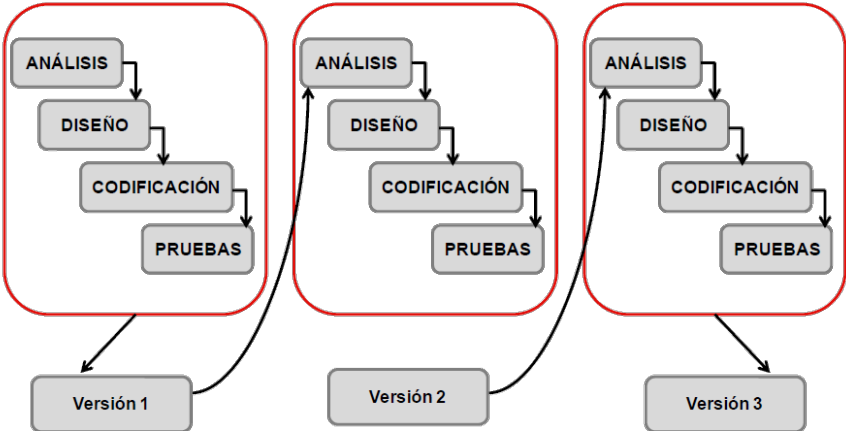 ANÁLISIS
DISEÑO
CODIFICACIÓN
PRUEBAS
ANÁLISIS
DISEÑO
CODIFICACIÓN
PRUEBAS
ANÁLISIS
DISEÑO
CODIFICACIÓN
PRUEBAS
Versión 1
Versión 2
Versión 3